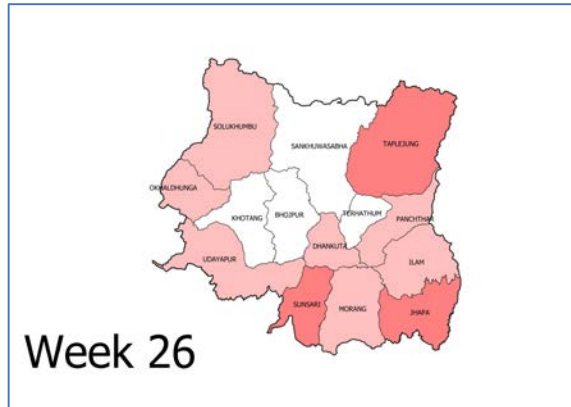 SOLUKHUMBU
TAPLEJUNG
SANKHUWASABHA
OKHALDHUNGA
KHOTANG
BHOJPUR
TERHATHUM
PANCHTHAR
DHANKUTA
UDAYAPUR
ILAM
SUNSARI
MORANG
JHAPA
Week 26